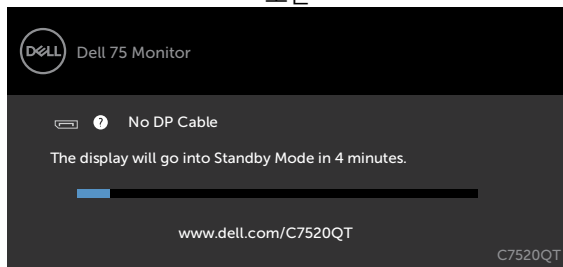 DELL
Dell 75 Monitor
? No DP Cable
The display will go into Standby Mode in 4 minutes.
www.dell.com/C7520QT
C7520QT